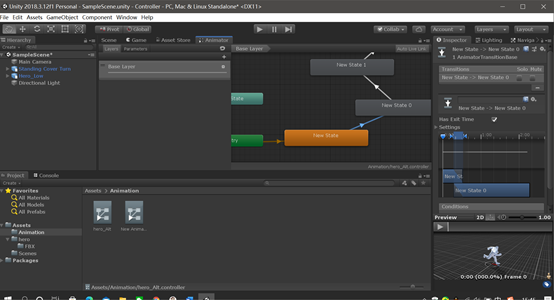 Unity 2018.3.12f1 Personal - SampleScene.unity - Controller - PC, Mac & Linux Standalone* <DX11>
File Edit Assets GameObject Component Window Help
Pivot Global
Collab Account Layers Layout
Hierarchy
Create
SampleScene*
Main Camera
Standing Cover Turn
Directional Light
Scene Game Asset Store Animator
Layers Parameters
Base Layer
Auto Live Link
Base Layer
New State 1
New State 0
State
New State
Animation/hero_Alt.controller
Inspector Lighting Navigation
New State -> New State 0
1 AnimatorTransitionBase
Transitions Solo Mute
New State -> New State 0
New State -> New State 0
Has Exit Time
Settings
New State 0
Conditions
Preview 2D 1.00
0:00 (000.0%) Frame 0
Project Console
Create
Favorites
All Materials
All Models
All Prefabs
Assets
Animation
hero
FBX
Scenes
Packages
Assets Animation
hero_Alt New Anima...
Assets/Animation/hero_Alt.controller